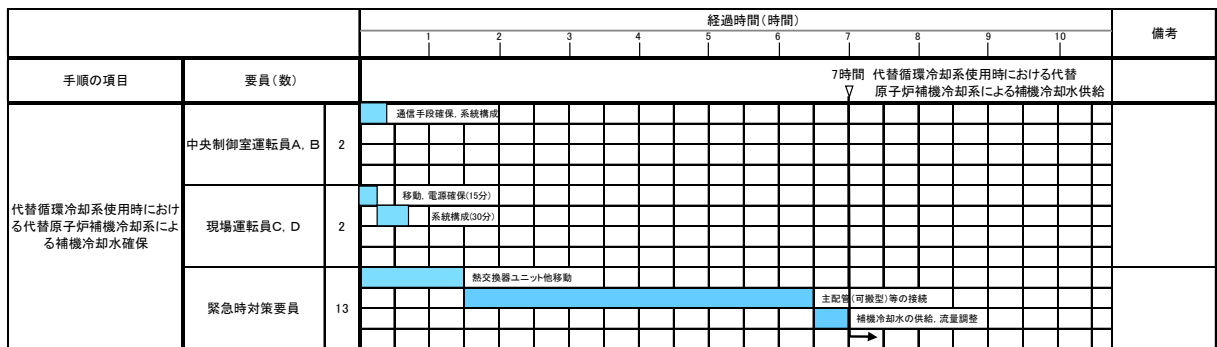 経過時間(時間)
備考
1 2 3 4 5 6 7 8 9 10
手順の項目
要員(数)
7時間 代替循環冷却系使用時における代替
▽ 原子炉補機冷却系による補機冷却水供給
代替循環冷却系使用時におけ
る代替原子炉補機冷却系によ
る補機冷却水確保
中央制御室運転員A, B
2
通信手段確保, 系統構成
現場運転員C, D
2
移動, 電源確保(15分)
系統構成(30分)
緊急時対策要員
13
熱交換器ユニット他移動
主配管(可搬型)等の接続
補機冷却水の供給, 流量調整